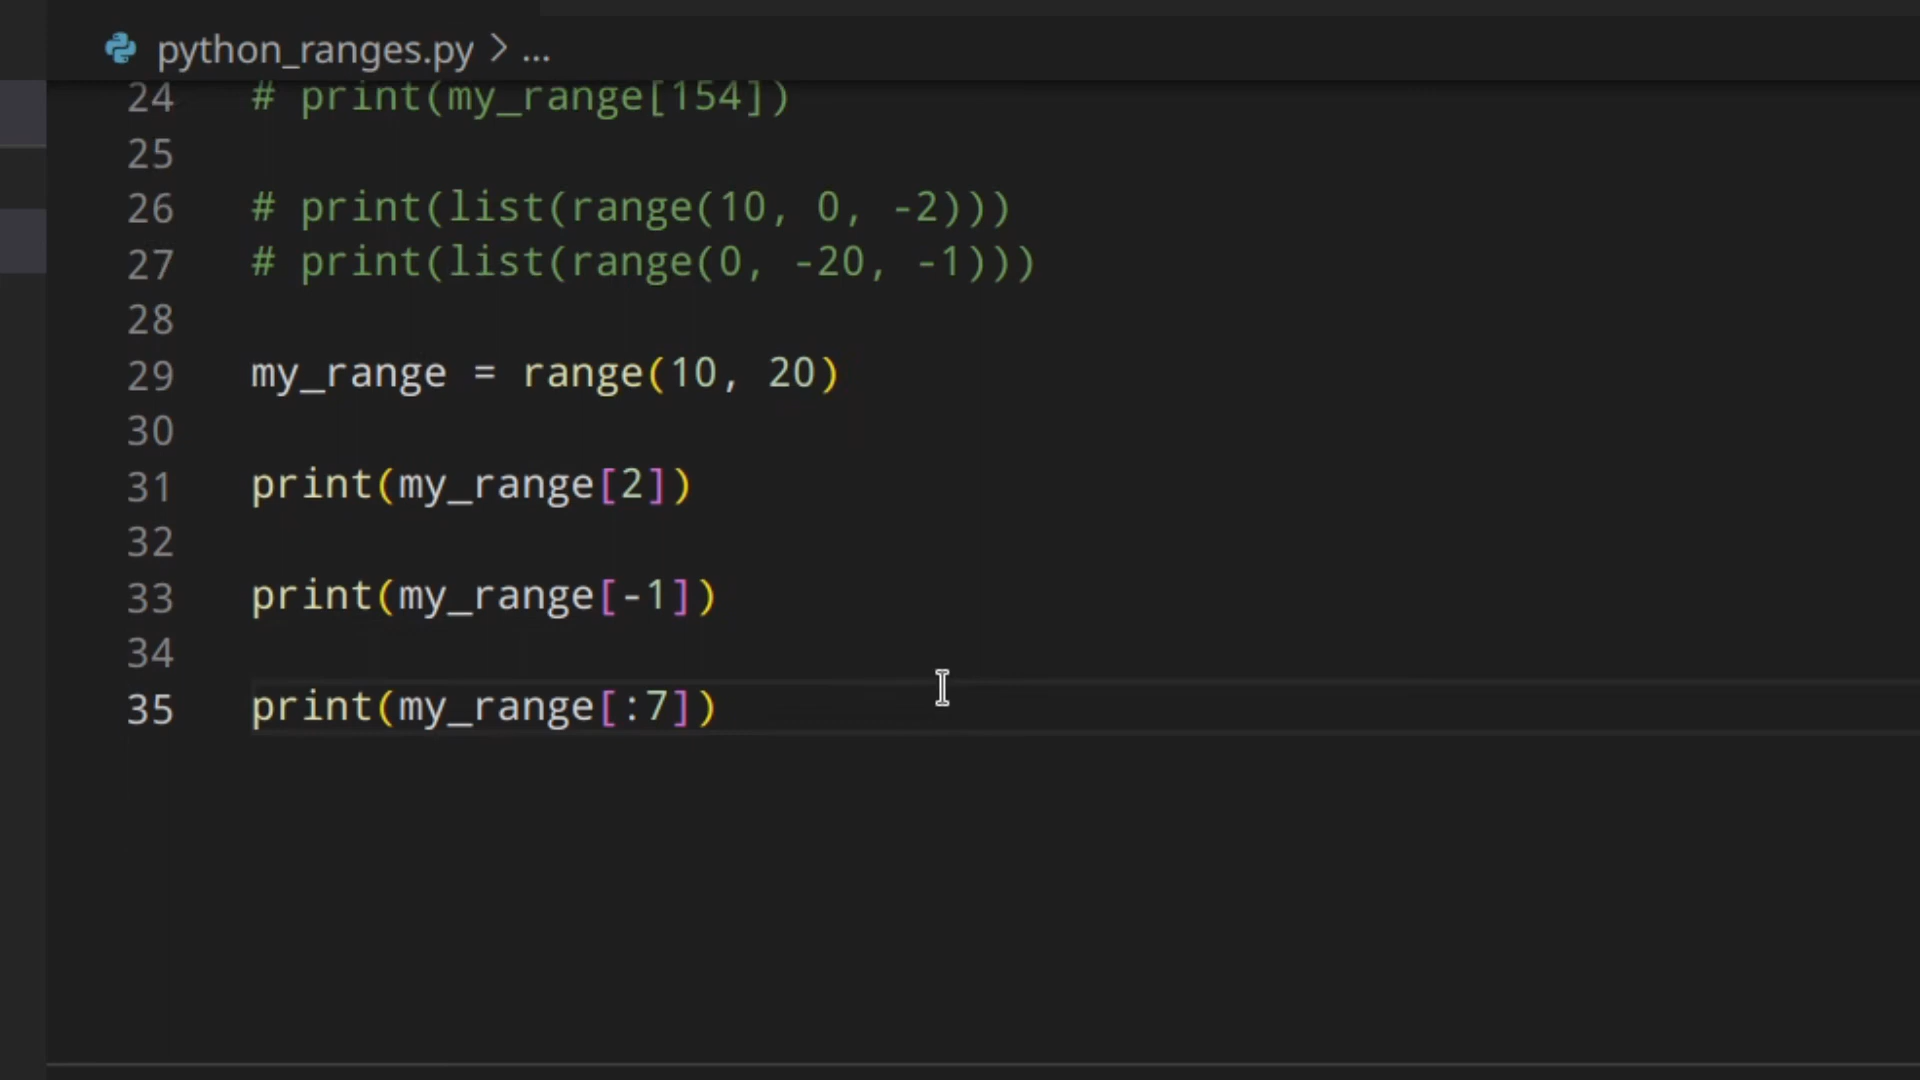 python_ranges.py > ...
24 # print(my_range[154])
25
26 # print(list(range(10, 0, -2)))
27 # print(list(range(0, -20, -1)))
28
29 my_range = range(10, 20)
30
31 print(my_range[2])
32
33 print(my_range[-1])
34
35 print(my_range[:7])